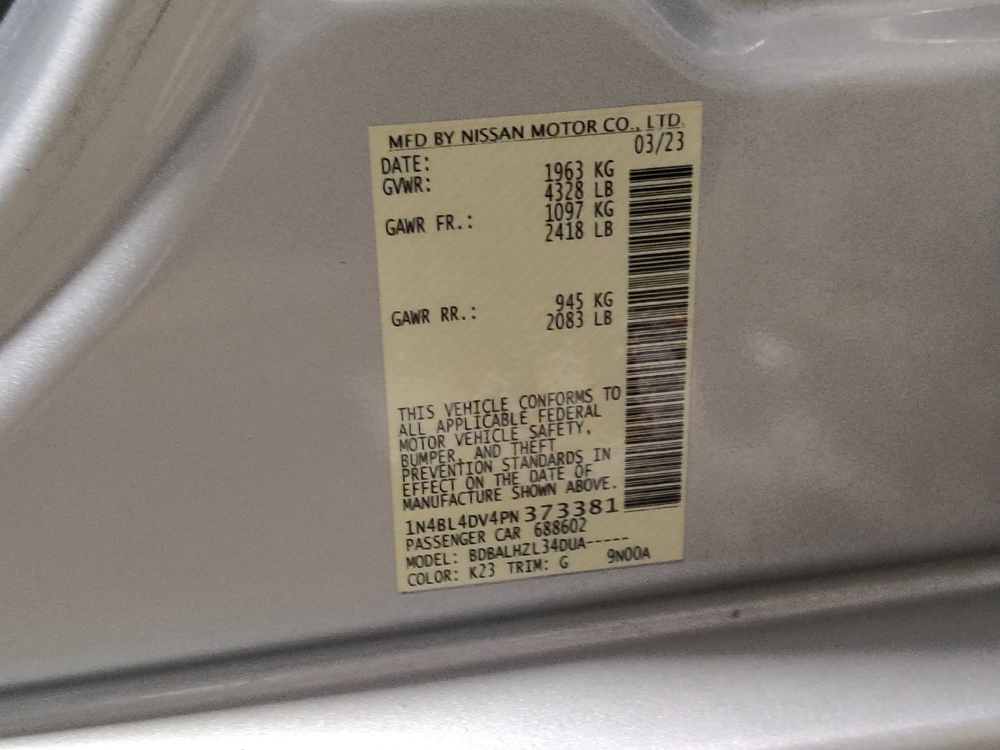 MFD BY NISSAN MOTOR CO., LTD.
DATE: 03/23
GVWR: 1963 KG
4328 LB
GAWR FR.: 1097 KG
2418 LB
GAWR RR.: 945 KG
2083 LB
THIS VEHICLE CONFORMS TO
ALL APPLICABLE FEDERAL
MOTOR VEHICLE SAFETY,
BUMPER, AND THEFT
PREVENTION STANDARDS IN
EFFECT ON THE DATE OF
MANUFACTURE SHOWN ABOVE.
1N4BL4DV4PN373381
PASSENGER CAR 688602
MODEL: BDBALHZL34DUA-----
COLOR: K23 TRIM: G 9N00A